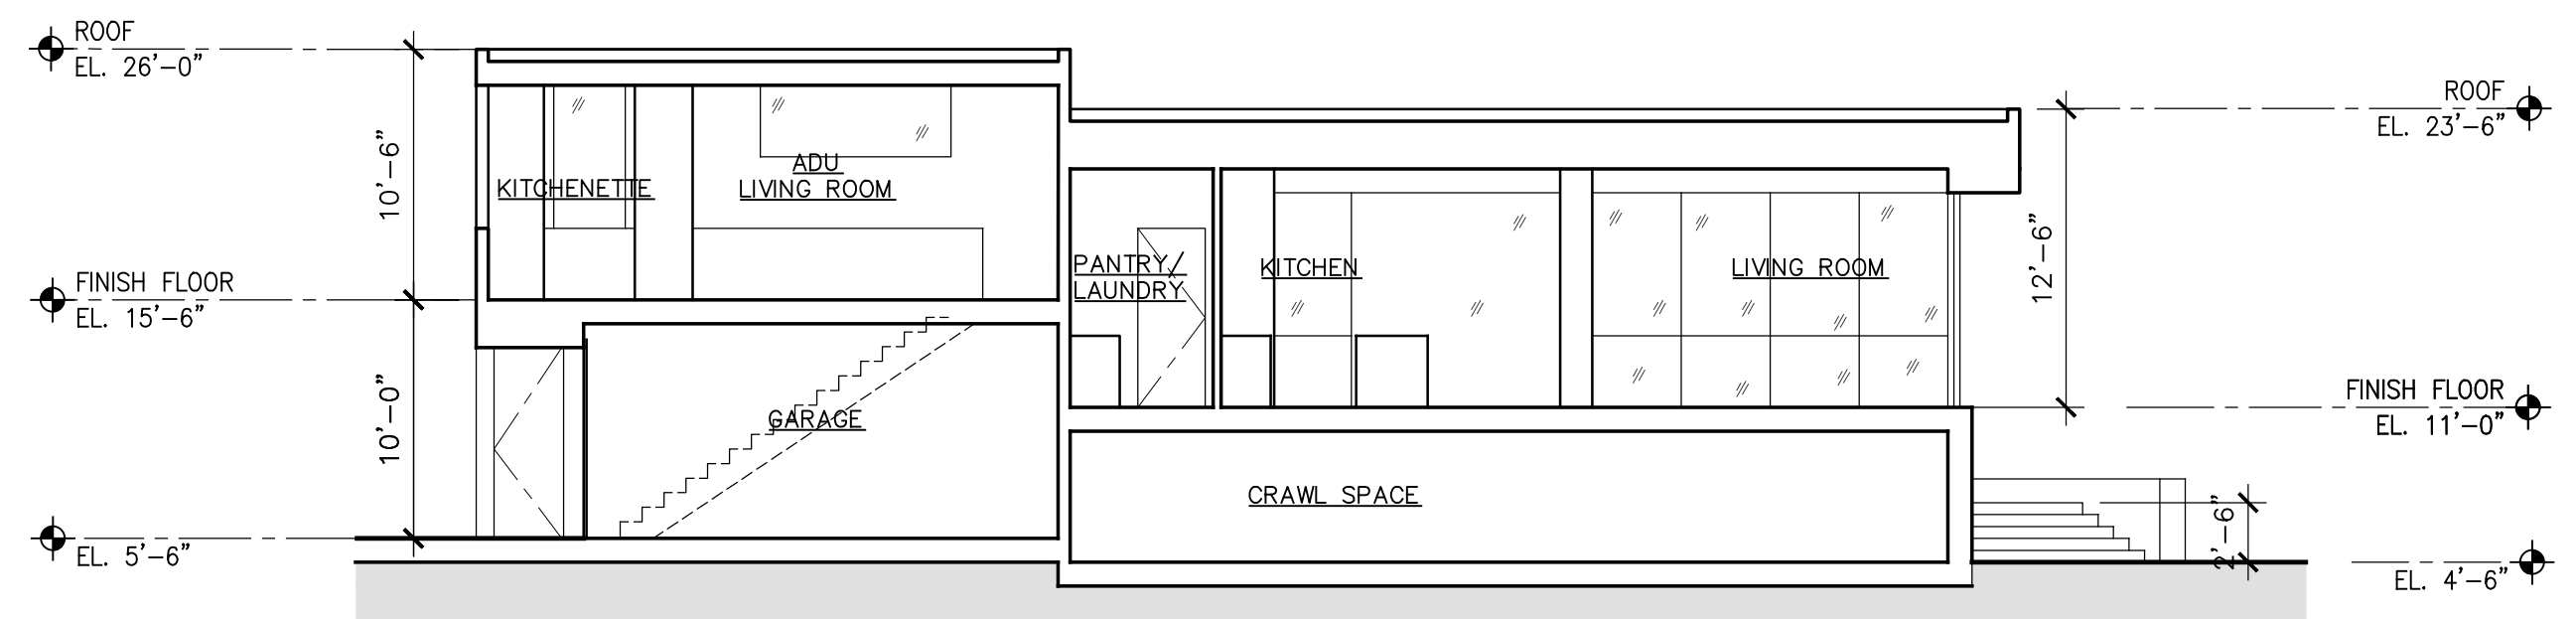 ROOF
EL. 26'-0"
ROOF
EL. 23'-6"
10'-6"
ADU
KITCHENETTE
LIVING ROOM
12'-6"
PANTRY/
LAUNDRY
KITCHEN
LIVING ROOM
FINISH FLOOR
EL. 15'-6"
10'-0"
GARAGE
FINISH FLOOR
EL. 11'-0"
CRAWL SPACE
2'-6"
EL. 5'-6"
EL. 4'-6"